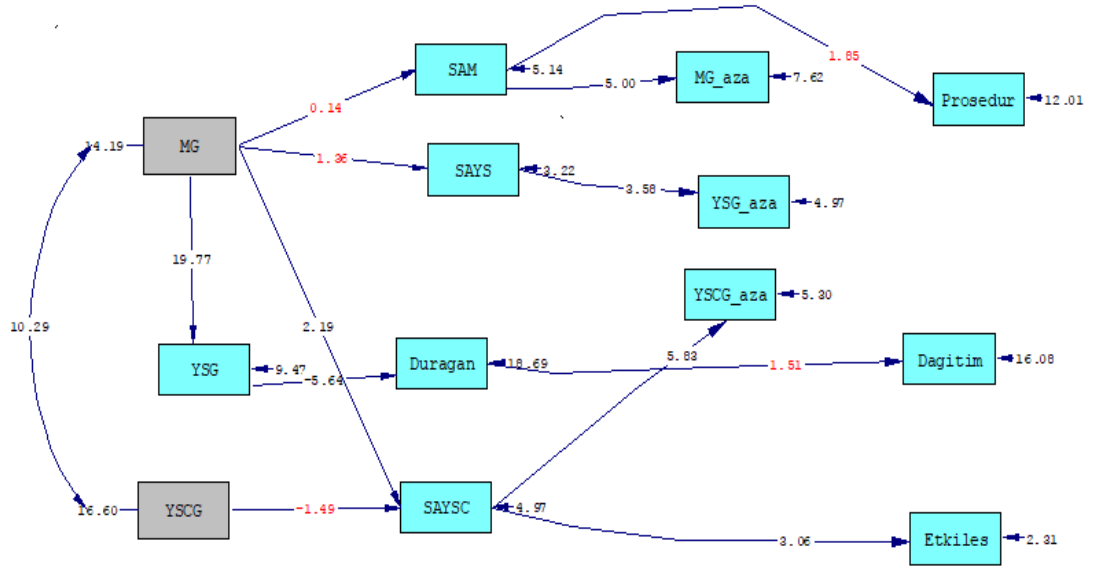 SAM
5.14
1.85
5.00
MG_aza
7.62
Prosedur
12.01
0.14
14.19
MG
1.36
SAYS
3.22
3.58
YSG_aza
4.97
19.77
YSCG_aza
5.30
10.29
2.19
YSG
9.47
-5.64
Duragan
18.69
5.83
1.51
Dagitim
16.08
16.60
YSCG
-1.49
SAYSC
4.97
3.06
Etkiles
2.31